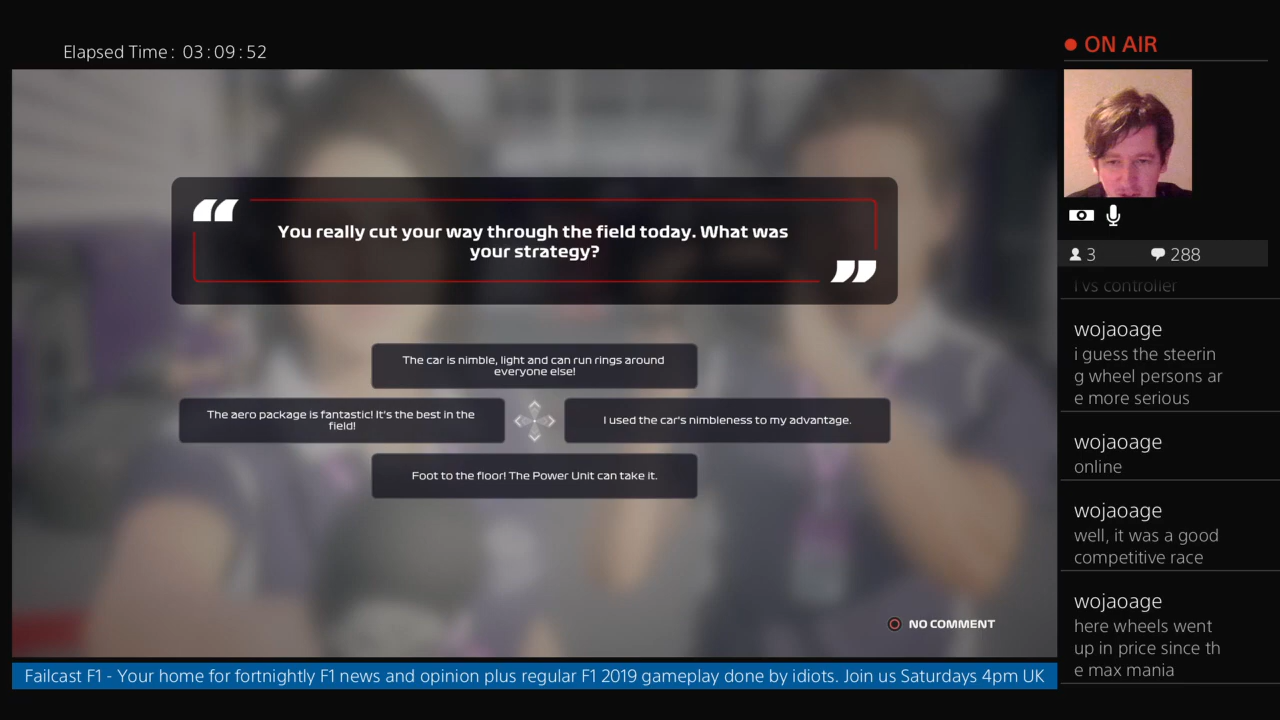 Elapsed Time: 03:09:52
ON AIR
You really cut your way through the field today. What was
your strategy?
The car is nimble, light and can run rings around
everyone else!
The aero package is fantastic! It's the best in the
field!
I used the car's nimbleness to my advantage.
Foot to the floor! The Power Unit can take it.
NO COMMENT
Failcast F1 - Your home for fortnightly F1 news and opinion plus regular F1 2019 gameplay done by idiots. Join us Saturdays 4pm UK
3
288
l vs controller
wojaoage
i guess the steerin
g wheel persons ar
e more serious
wojaoage
online
wojaoage
well, it was a good
competitive race
wojaoage
here wheels went
up in price since th
e max mania